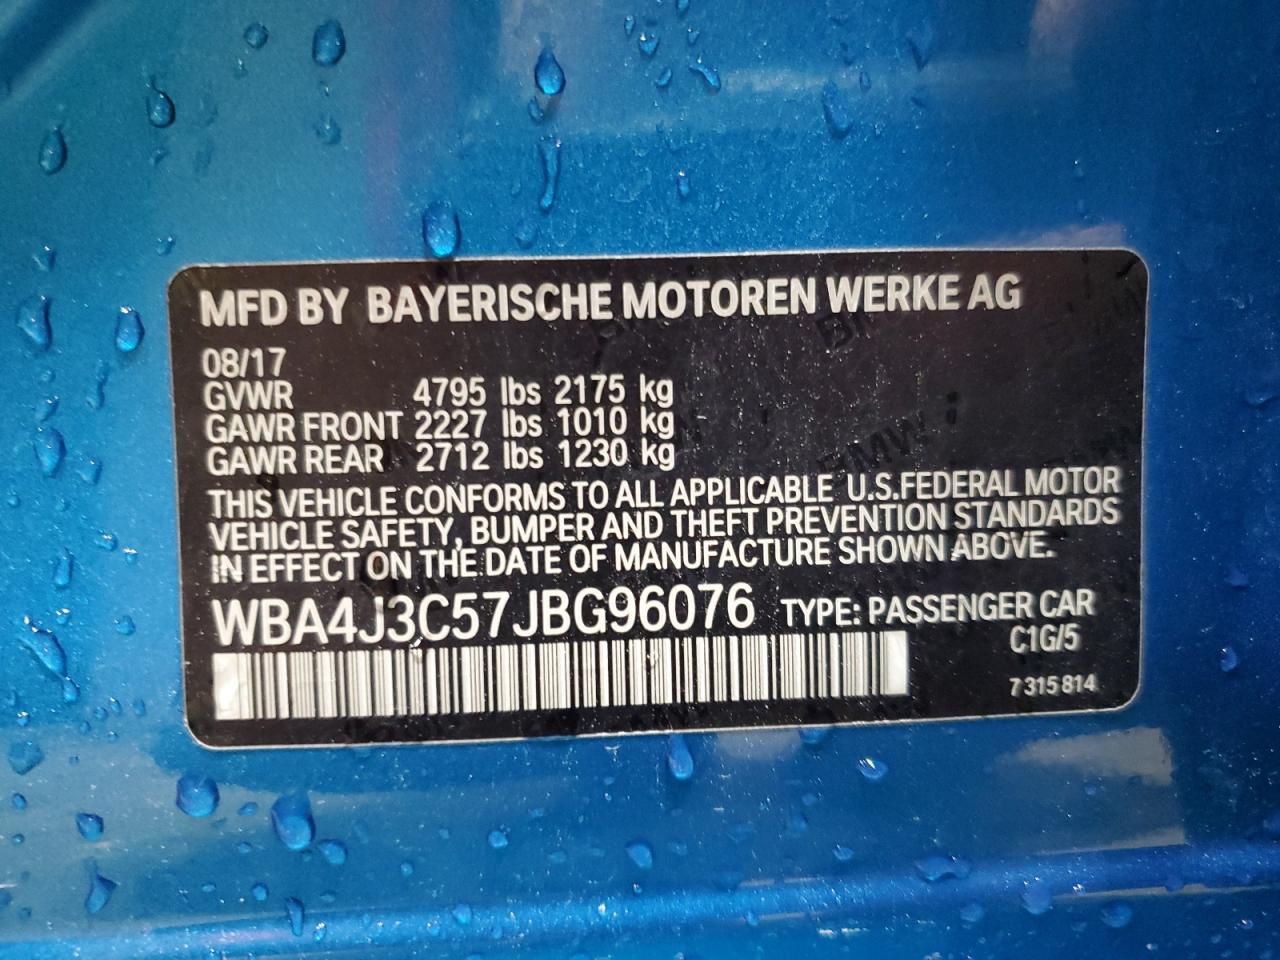 MFD BY BAYERISCHE MOTOREN WERKE AG
08/17
GVWR 4795 lbs 2175 kg
GAWR FRONT 2227 lbs 1010 kg
GAWR REAR 2712 lbs 1230 kg
THIS VEHICLE CONFORMS TO ALL APPLICABLE U.S.FEDERAL MOTOR
VEHICLE SAFETY, BUMPER AND THEFT PREVENTION STANDARDS
IN EFFECT ON THE DATE OF MANUFACTURE SHOWN ABOVE.
WBA4J3C57JBG96076 TYPE: PASSENGER CAR
C1G/5
7 315 814